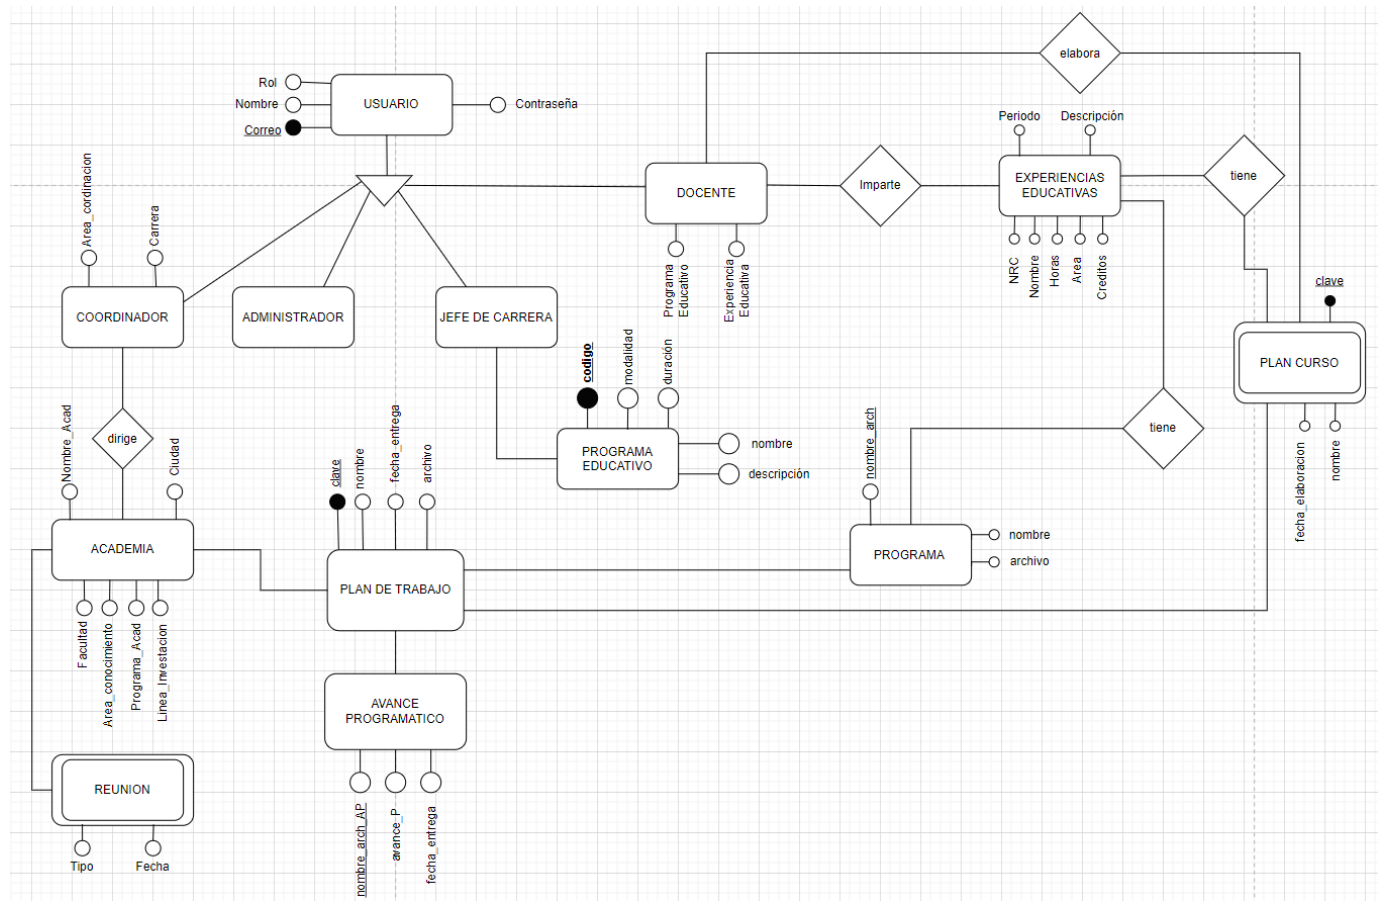 elabora
Rol
USUARIO
Nombre
Contraseña
Correo
Periodo
Descripción
Area_cordinacion
Carrera
DOCENTE
Imparte
EXPERIENCIAS
EDUCATIVAS
tiene
Programa
Educativo
Experiencia
Educativa
NRC
Nombre
Horas
Area
Creditos
clave
COORDINADOR
ADMINISTRADOR
JEFE DE CARRERA
codigo
modalidad
duración
PLAN CURSO
Nombre_Acad
dirige
Ciudad
clave
nombre
fecha_entrega
archivo
PROGRAMA
EDUCATIVO
nombre
descripción
nombre_arch
tiene
fecha_elaboracion
nombre
ACADEMIA
PLAN DE TRABAJO
PROGRAMA
nombre
archivo
Facultad
Area_conocimiento
Programa_Acad
Linea_Investacion
AVANCE
PROGRAMATICO
REUNION
nombre_arch_AP
avance_P
fecha_entrega
Tipo
Fecha